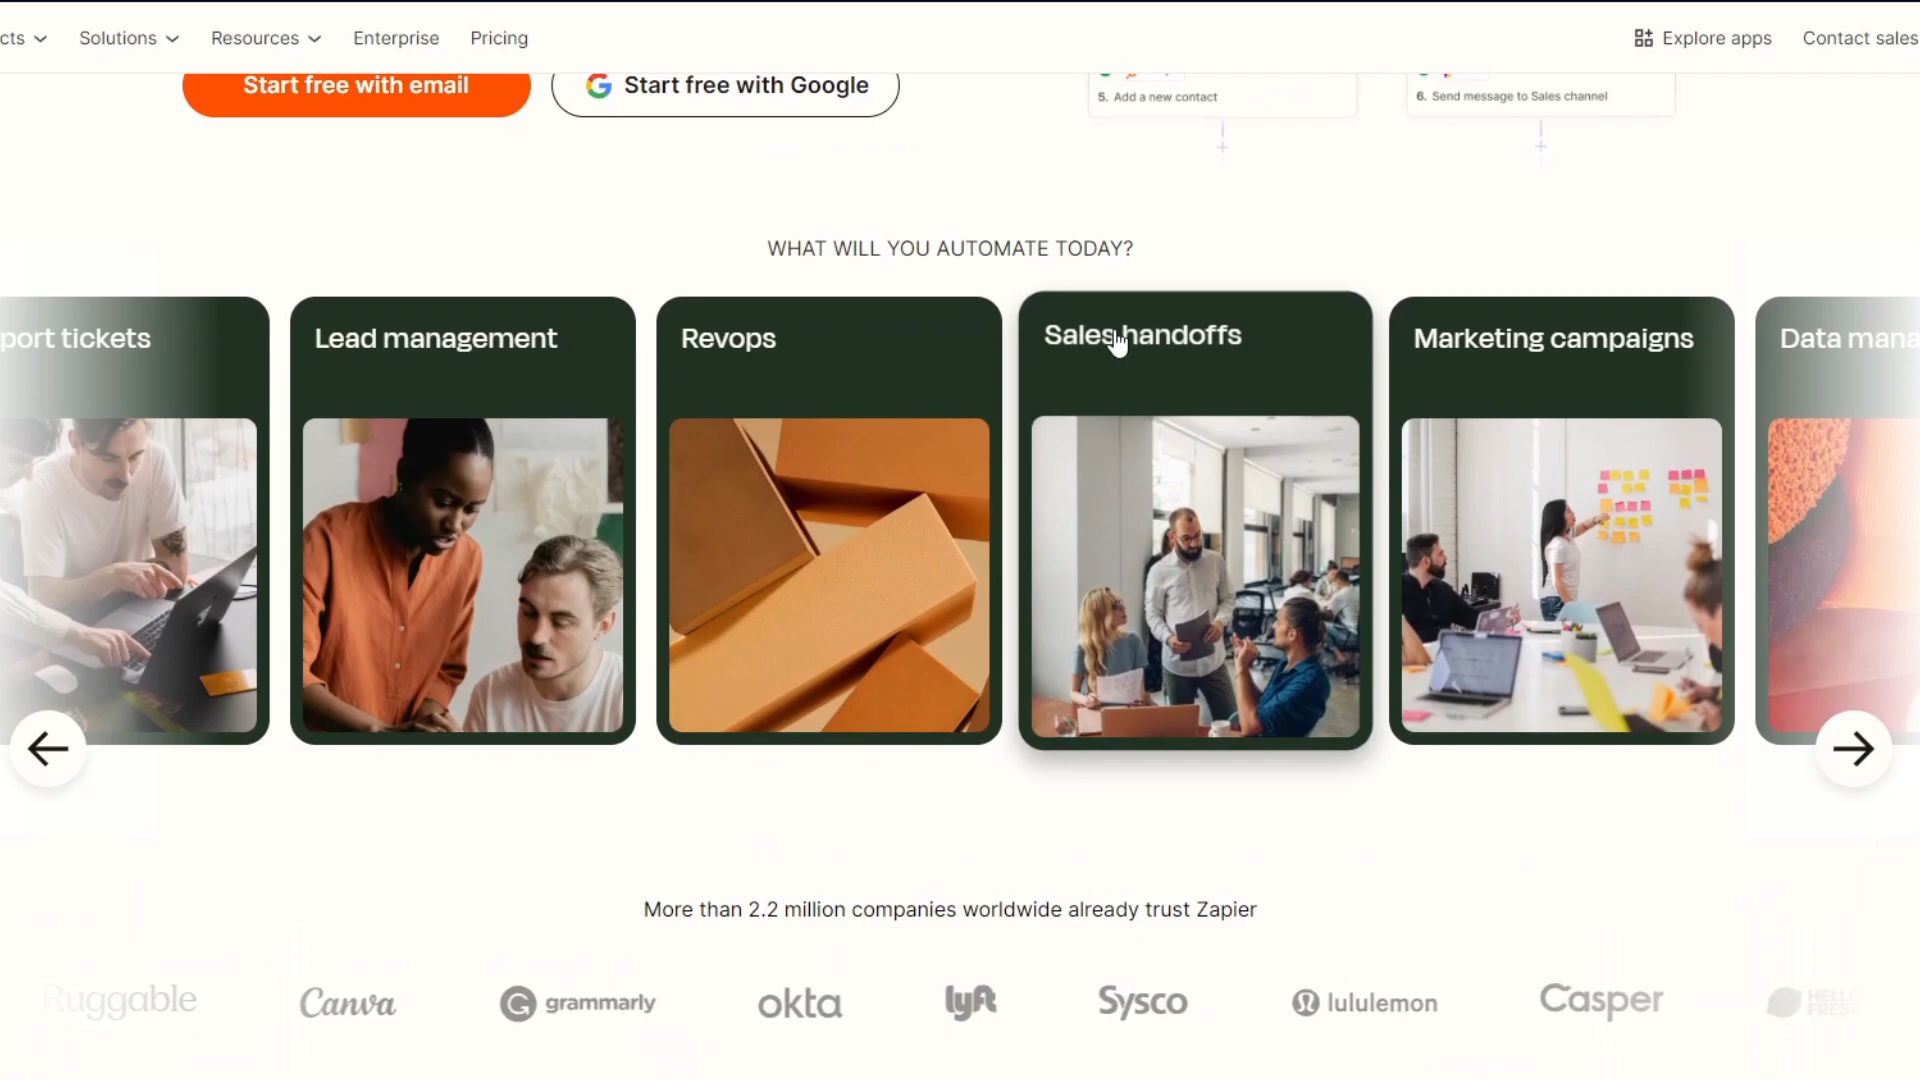 cts
Solutions
Resources
Enterprise
Pricing
Explore apps
Contact sales
Start free with email
Start free with Google
5. Add a new contact
6. Send message to Sales channel
WHAT WILL YOU AUTOMATE TODAY?
port tickets
Lead management
Revops
Sales handoffs
Marketing campaigns
Data mana
More than 2.2 million companies worldwide already trust Zapier
Ruggable
Canva
grammarly
okta
lyft
Sysco
lululemon
Casper
HELLO
FRESH